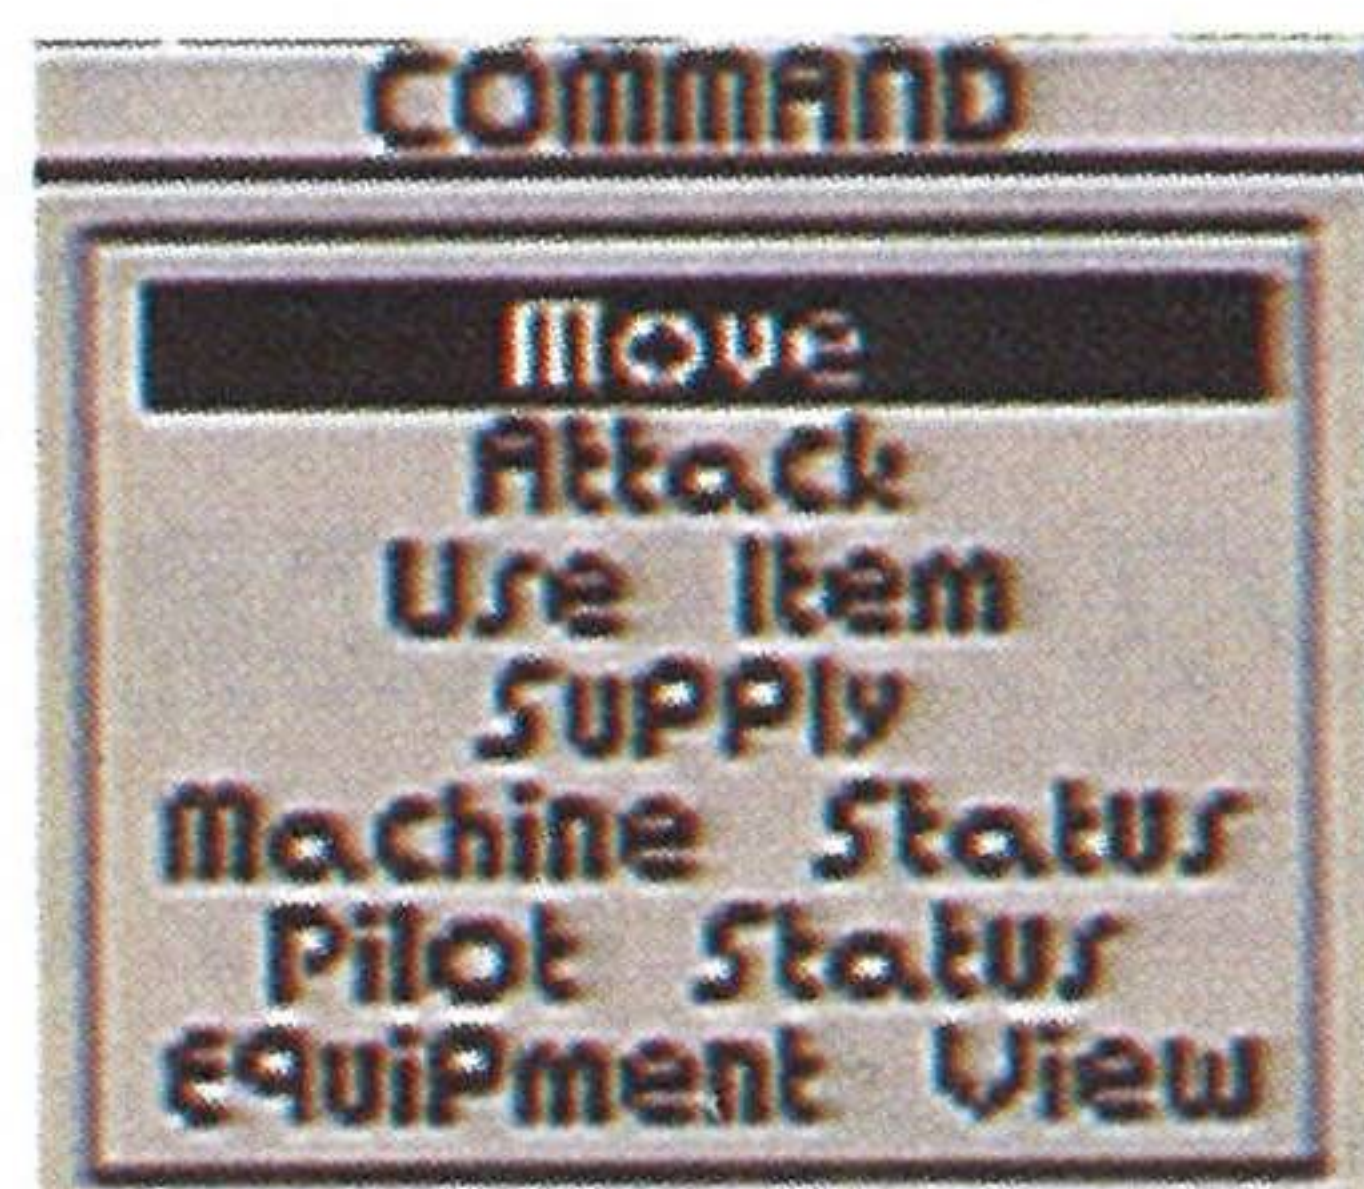 COMMAND
Move
Attack
Use Item
Supply
Machine Status
Pilot Status
Equipment View